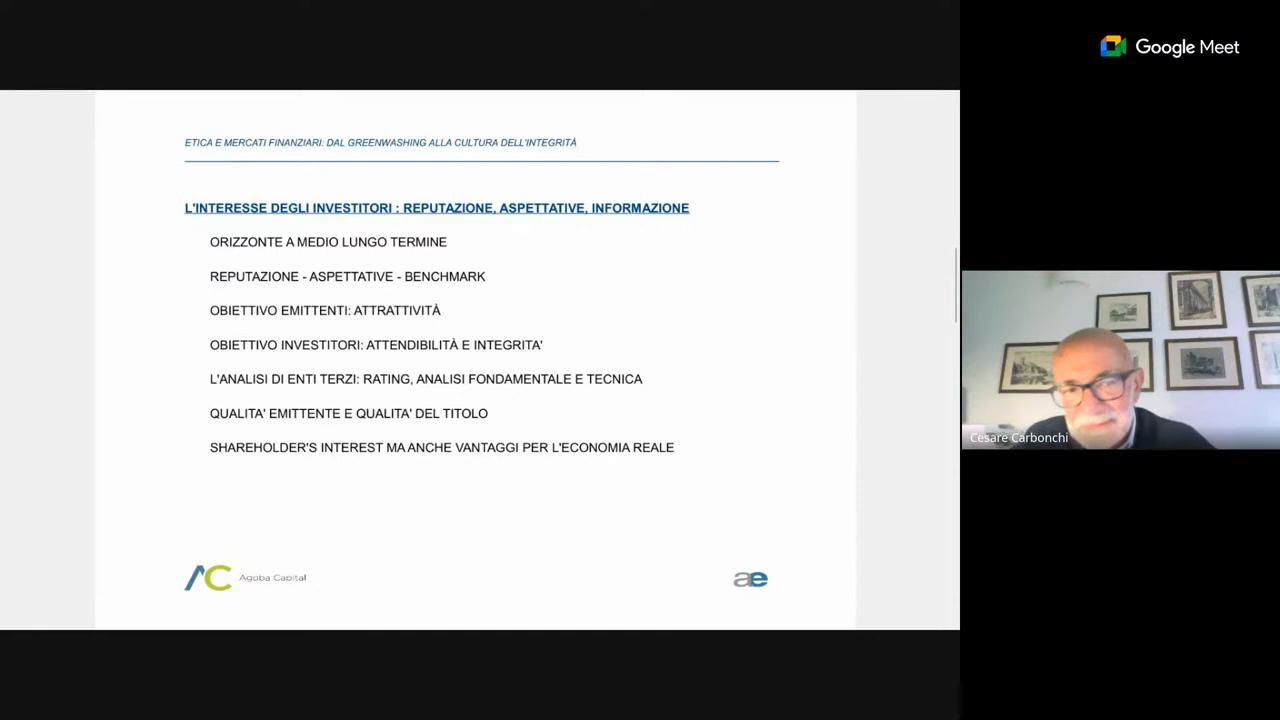 Google Meet
ETICA E MERCATI FINANZIARI: DAL GREENWASHING ALLA CULTURA DELL'INTEGRITÀ
L'INTERESSE DEGLI INVESTITORI : REPUTAZIONE, ASPETTATIVE, INFORMAZIONE
ORIZZONTE A MEDIO LUNGO TERMINE
REPUTAZIONE - ASPETTATIVE - BENCHMARK
OBIETTIVO EMITTENTI: ATTRATTIVITÀ
OBIETTIVO INVESTITORI: ATTENDIBILITÀ E INTEGRITA'
L'ANALISI DI ENTI TERZI: RATING, ANALISI FONDAMENTALE E TECNICA
QUALITA' EMITTENTE E QUALITA' DEL TITOLO
SHAREHOLDER'S INTEREST MA ANCHE VANTAGGI PER L'ECONOMIA REALE
Cesare Carbonchi
AC Agoba Capital
ae